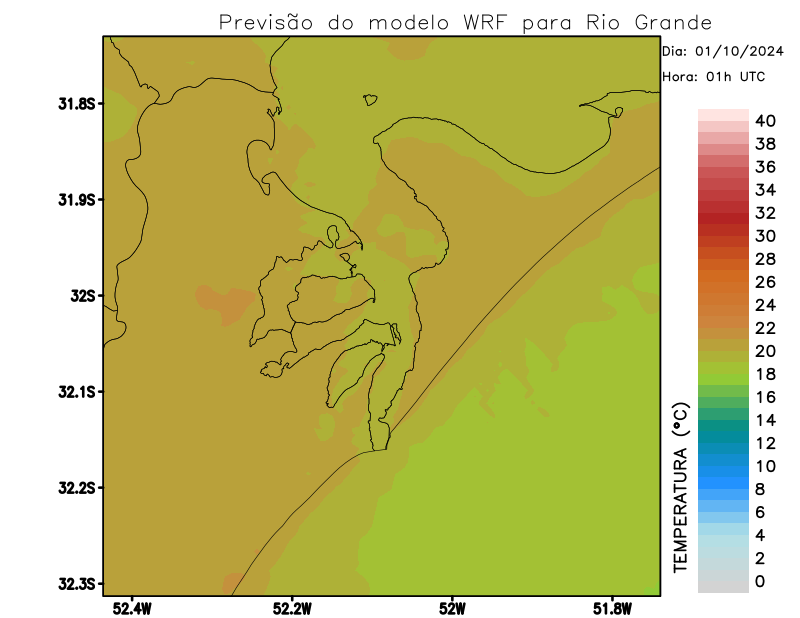 Previsão do modelo WRF para Rio Grande
Dia: 01/10/2024
Hora: 01h UTC
31.8S
31.9S
32S
32.1S
32.2S
32.3S
52.4W
52.2W
52W
51.8W
TEMPERATURA (°C)
40
38
36
34
32
30
28
26
24
22
20
18
16
14
12
10
8
6
4
2
0